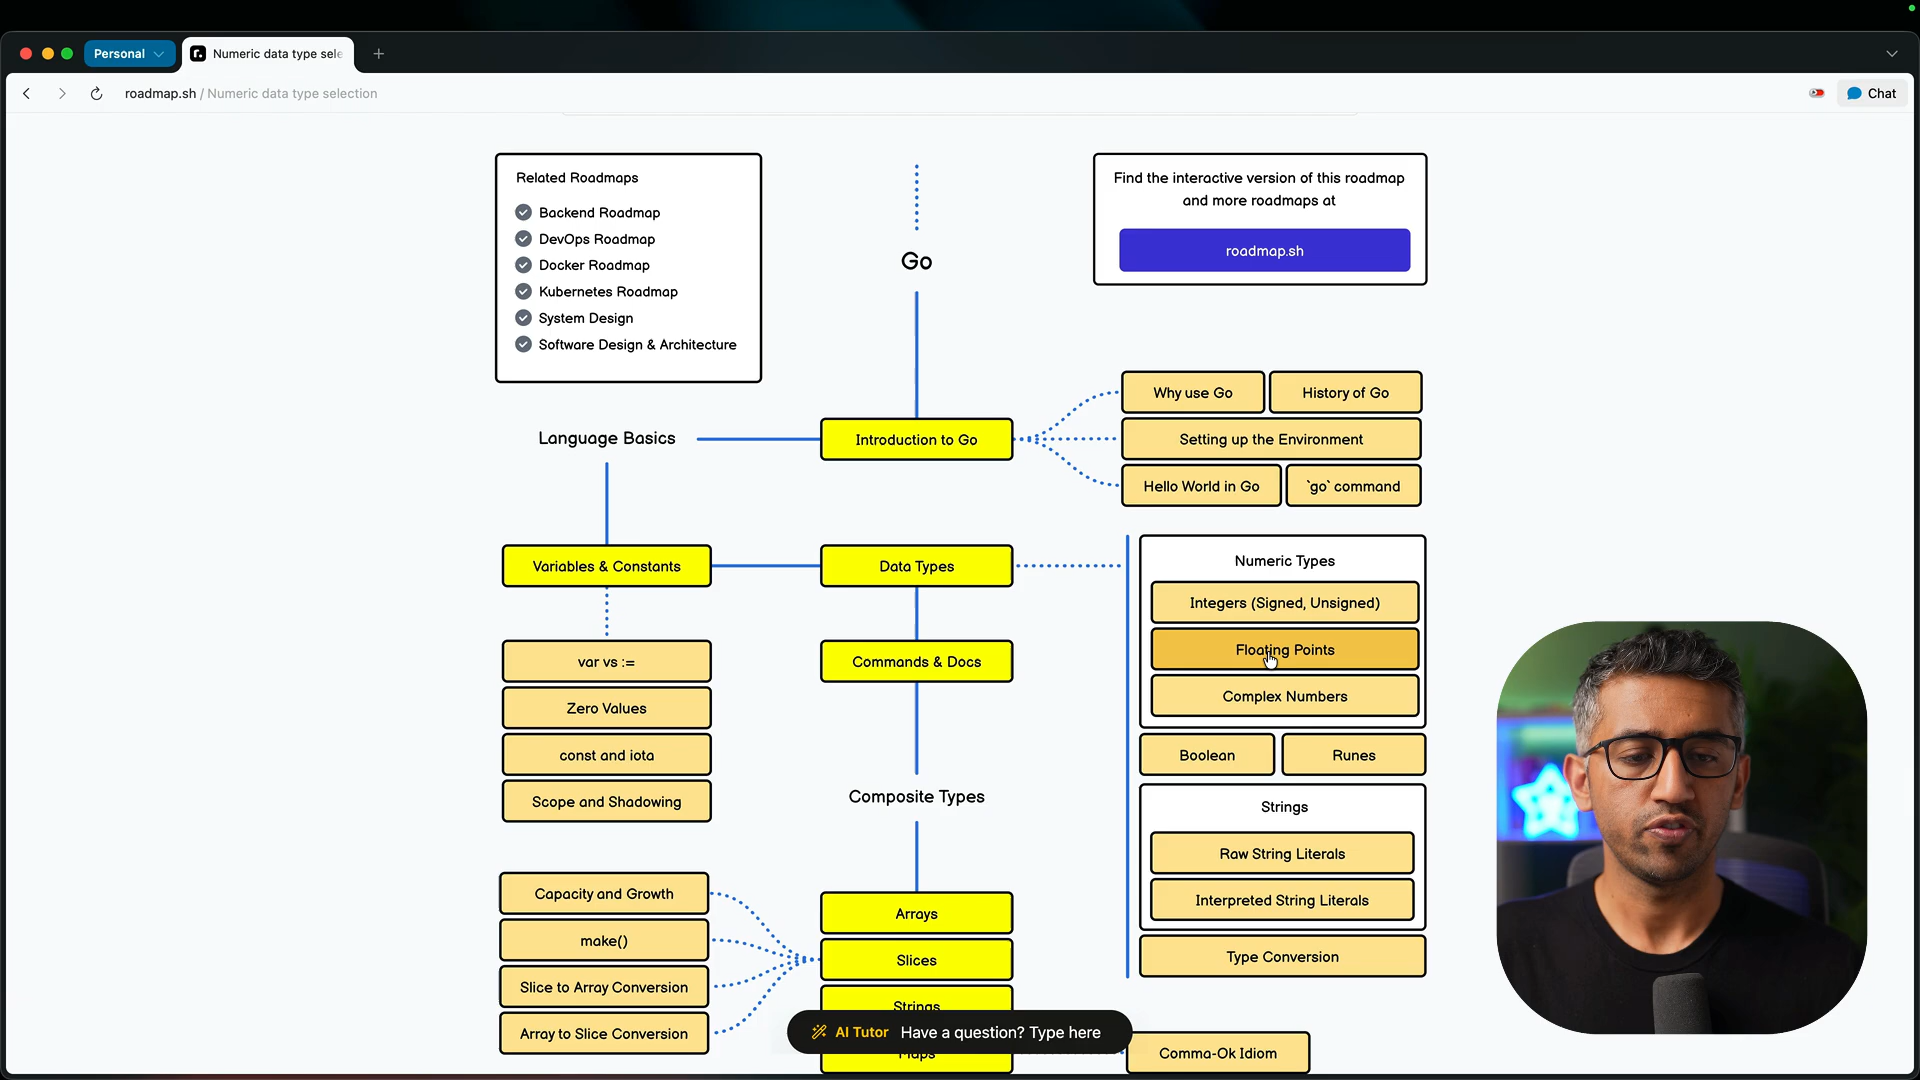 Personal
Numeric data type sele
roadmap.sh / Numeric data type selection
Chat
Related Roadmaps
Backend Roadmap
DevOps Roadmap
Docker Roadmap
Kubernetes Roadmap
System Design
Software Design & Architecture
Go
Find the interactive version of this roadmap
and more roadmaps at
roadmap.sh
Language Basics
Introduction to Go
Why use Go
History of Go
Setting up the Environment
Hello World in Go
`go` command
Variables & Constants
Data Types
Commands & Docs
var vs :=
Zero Values
const and iota
Scope and Shadowing
Numeric Types
Integers (Signed, Unsigned)
Floating Points
Complex Numbers
Boolean
Runes
Strings
Raw String Literals
Interpreted String Literals
Type Conversion
Composite Types
Capacity and Growth
make()
Slice to Array Conversion
Array to Slice Conversion
Arrays
Slices
Strings
Maps
Comma-Ok Idiom
AI Tutor Have a question? Type here